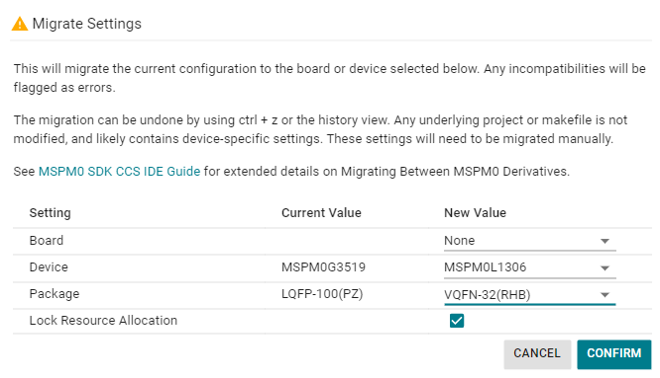 Migrate Settings
This will migrate the current configuration to the board or device selected below. Any incompatibilities will be
flagged as errors.
The migration can be undone by using ctrl + z or the history view. Any underlying project or makefile is not
modified, and likely contains device-specific settings. These settings will need to be migrated manually.
See MSPM0 SDK CCS IDE Guide for extended details on Migrating Between MSPM0 Derivatives.
Setting Current Value New Value
Board None
Device MSPM0G3519 MSPM0L1306
Package LQFP-100(PZ) VQFN-32(RHB)
Lock Resource Allocation
CANCEL CONFIRM